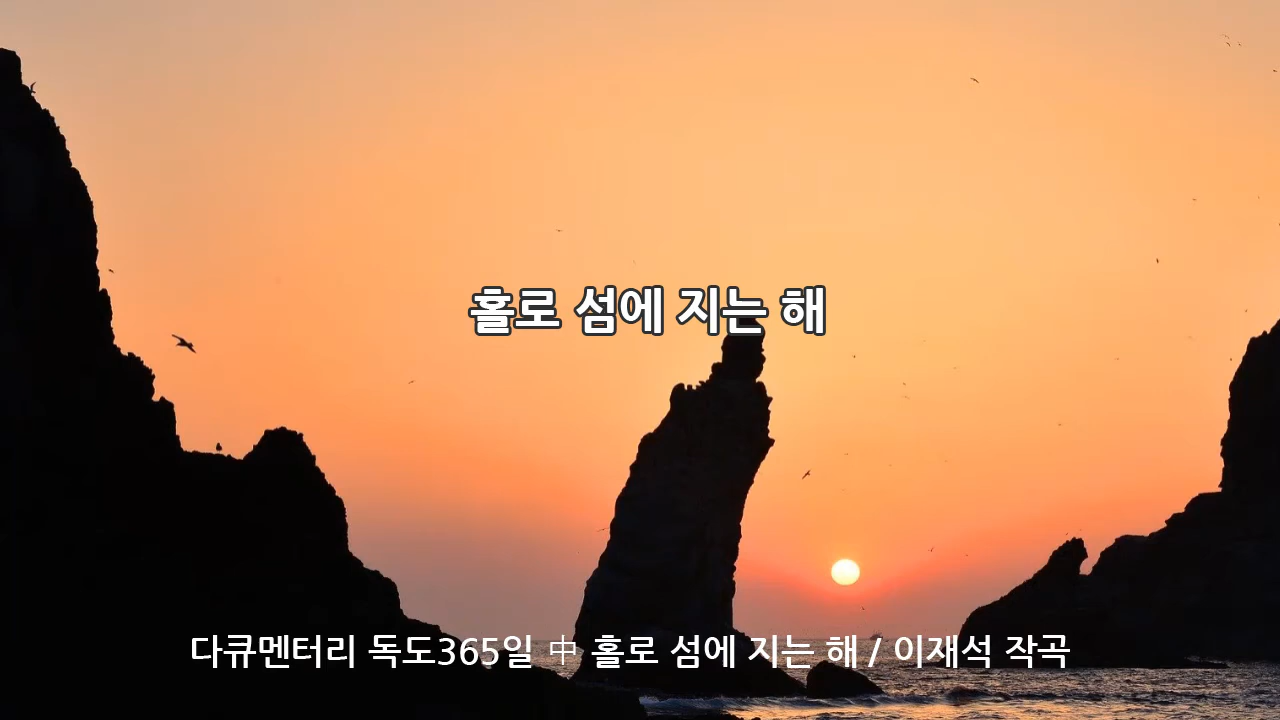 홀로 섬에 지는 해
다큐멘터리 독도365일 中 홀로 섬에 지는 해 / 이재석 작곡